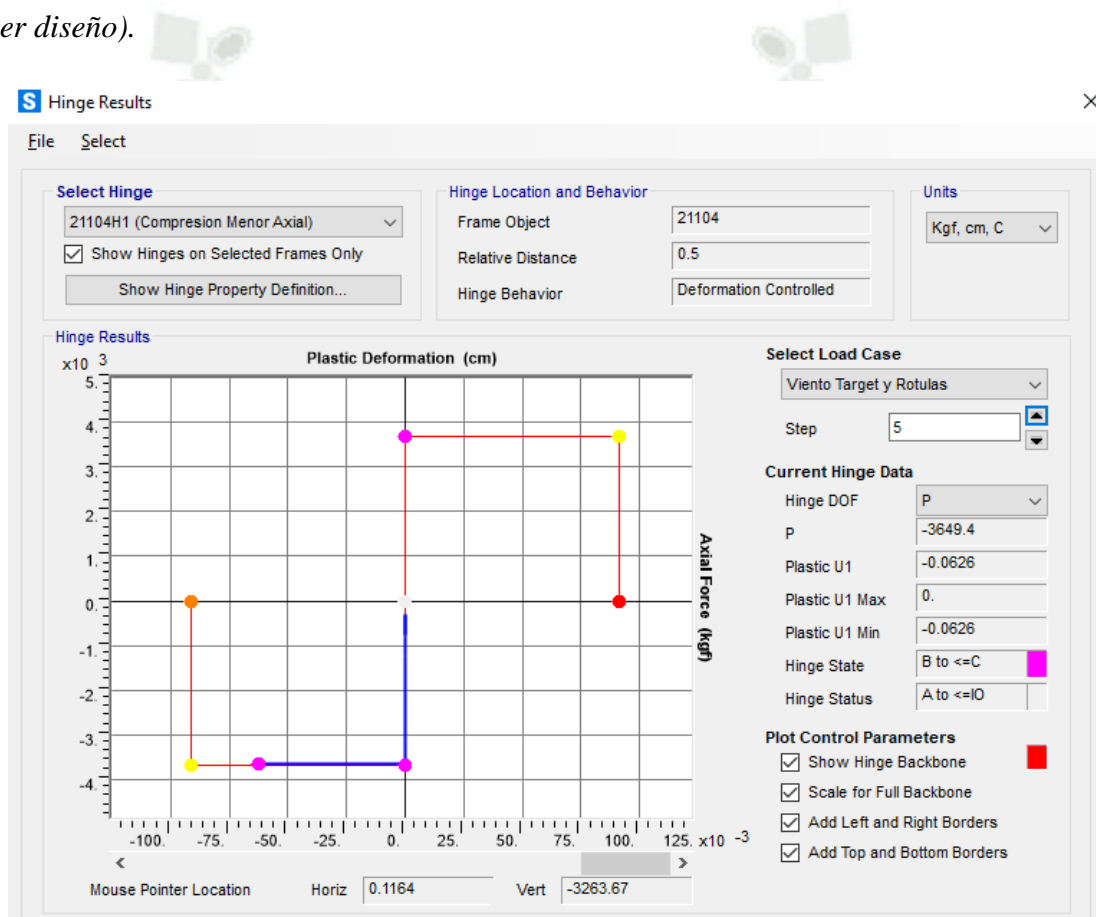 er diseño).
S Hinge Results
File Select
Select Hinge
21104H1 (Compresion Menor Axial)
Show Hinges on Selected Frames Only
Show Hinge Property Definition...
Hinge Location and Behavior
Frame Object 21104
Relative Distance 0.5
Hinge Behavior Deformation Controlled
Units
Kgf, cm, C
Hinge Results
x10 3
Plastic Deformation (cm)
5.
4.
3.
2.
1.
0.
-1.
-2.
-3.
-4.
Axial Force (kgf)
-100. -75. -50. -25. 0. 25. 50. 75. 100. 125. x10 -3
< >
Mouse Pointer Location Horiz 0.1164 Vert -3263.67
Select Load Case
Viento Target y Rotulas
Step 5
Current Hinge Data
Hinge DOF P
P -3649.4
Plastic U1 -0.0626
Plastic U1 Max 0.
Plastic U1 Min -0.0626
Hinge State B to <=C
Hinge Status A to <=IO
Plot Control Parameters
Show Hinge Backbone
Scale for Full Backbone
Add Left and Right Borders
Add Top and Bottom Borders